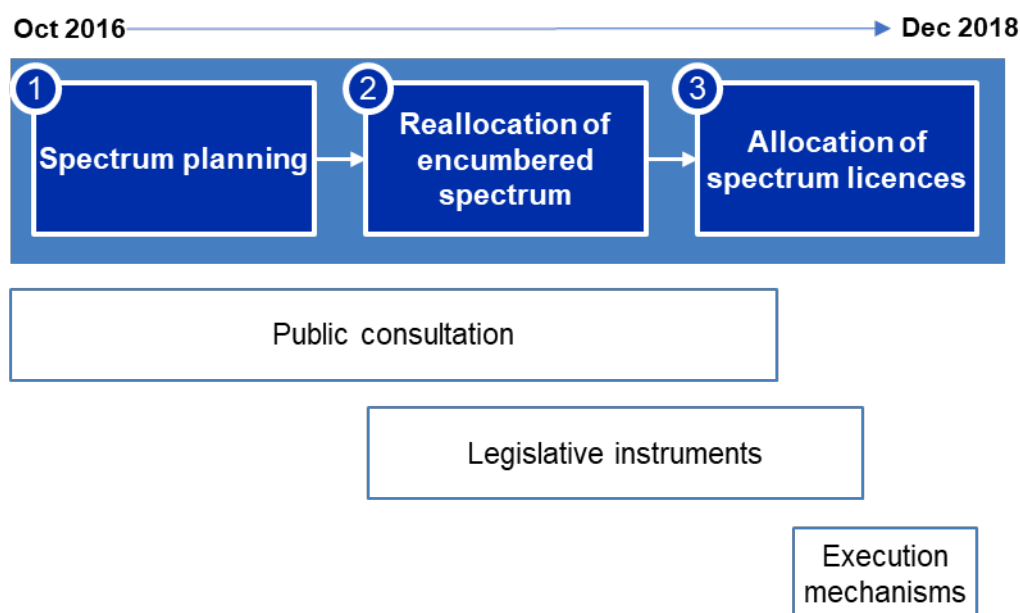 Oct 2016
Dec 2018
1
2
3
Spectrum planning
Reallocation of
encumbered
spectrum
Allocation of
spectrum licences
Public consultation
Legislative instruments
Execution
mechanisms